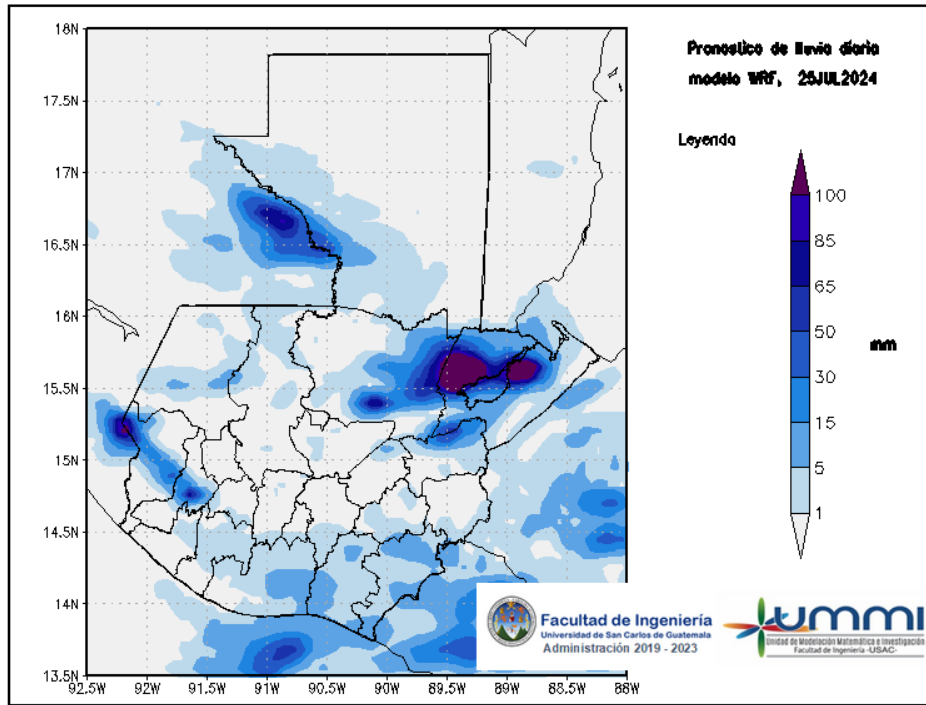 Pronostico de lluvia diaria
modelo WRF, 25JUL2024
Leyenda
100
85
65
50
30
15
5
1
mm
18N
17.5N
17N
16.5N
16N
15.5N
15N
14.5N
14N
13.5N
92.5W
92W
91.5W
91W
90.5W
90W
89.5W
89W
88.5W
88W
Facultad de Ingeniería
Universidad de San Carlos de Guatemala
Administración 2019 - 2023
ummi
Unidad de Modelación Matemática e Investigación
Facultad de Ingeniería -USAC-